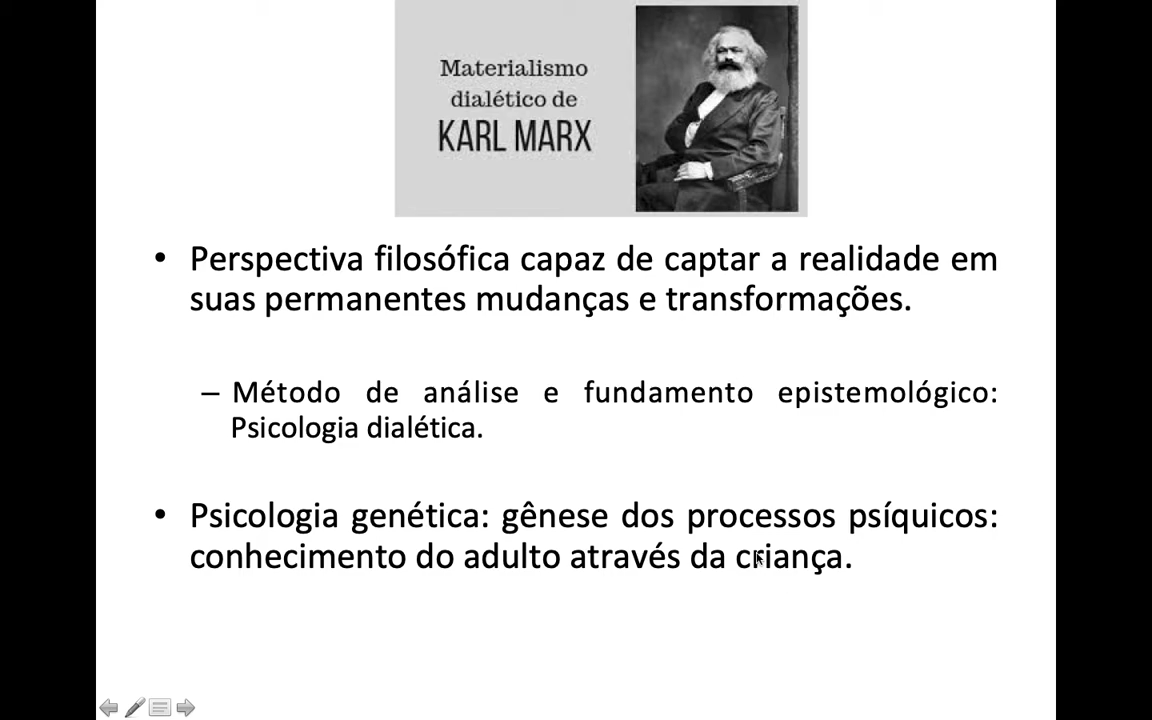 Materialismo
dialético de
KARL MARX
• Perspectiva filosófica capaz de captar a realidade em
suas permanentes mudanças e transformações.
– Método de análise e fundamento epistemológico:
Psicologia dialética.
• Psicologia genética: gênese dos processos psíquicos:
conhecimento do adulto através da criança.